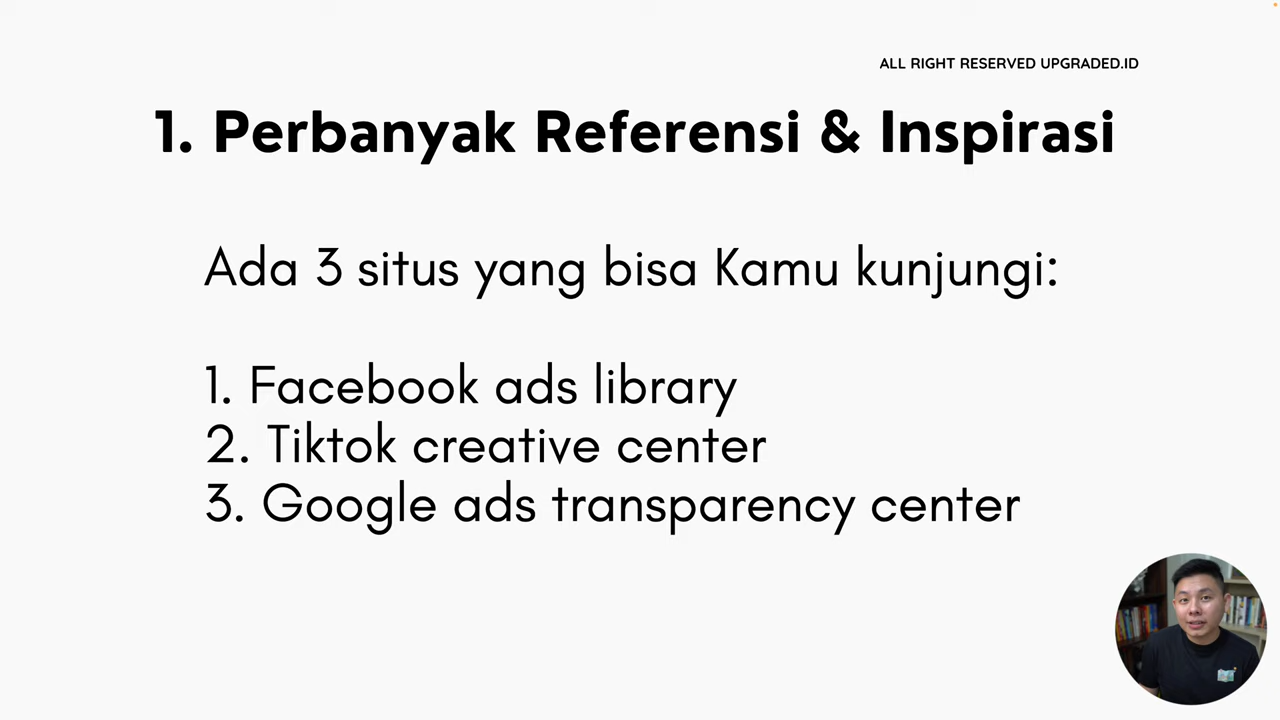 ALL RIGHT RESERVED UPGRADED.ID
1. Perbanyak Referensi & Inspirasi
Ada 3 situs yang bisa Kamu kunjungi:
1. Facebook ads library
2. Tiktok creative center
3. Google ads transparency center